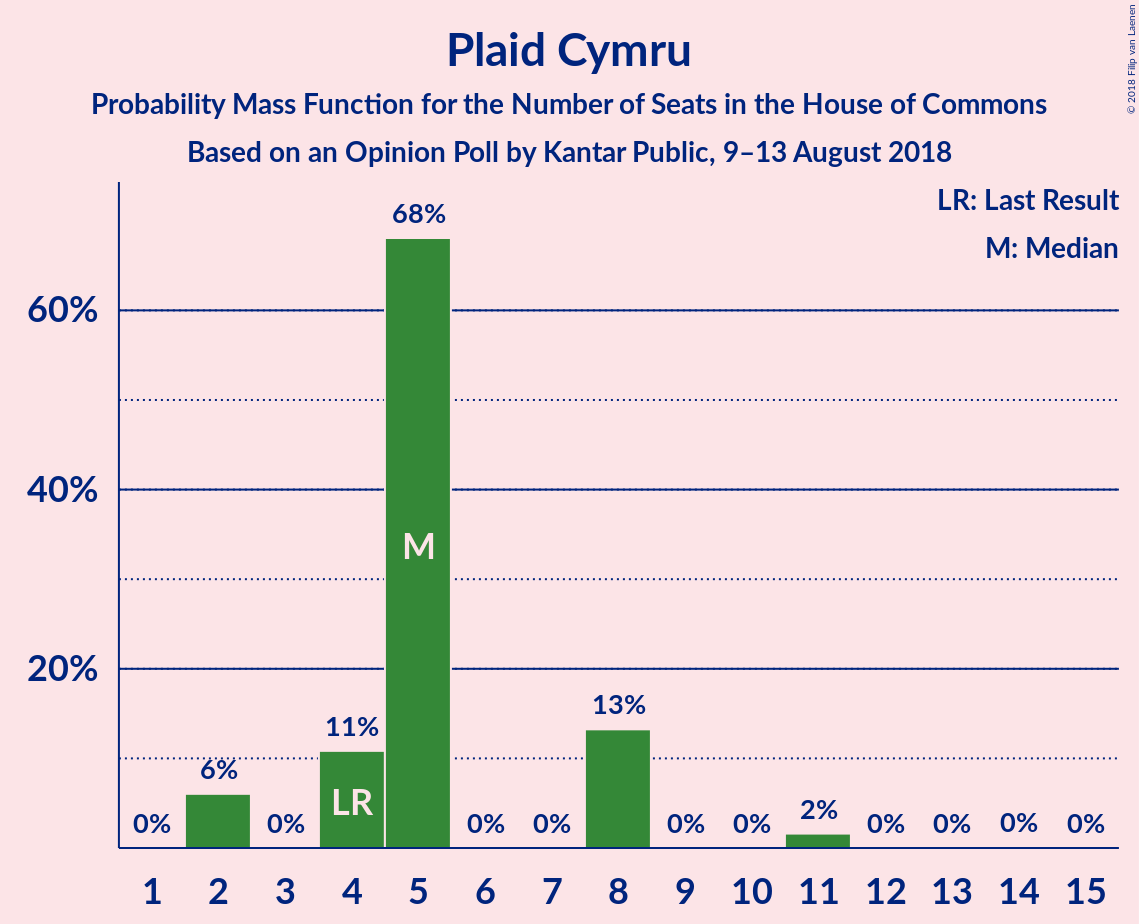 Plaid Cymru
Probability Mass Function for the Number of Seats in the House of Commons
Based on an Opinion Poll by Kantar Public, 9–13 August 2018
© 2018 Filip van Laenen
LR: Last Result
M: Median
60%
40%
20%
0%
6%
0%
11%
68%
0%
0%
13%
0%
0%
2%
0%
0%
0%
0%
LR
M
1 2 3 4 5 6 7 8 9 10 11 12 13 14 15